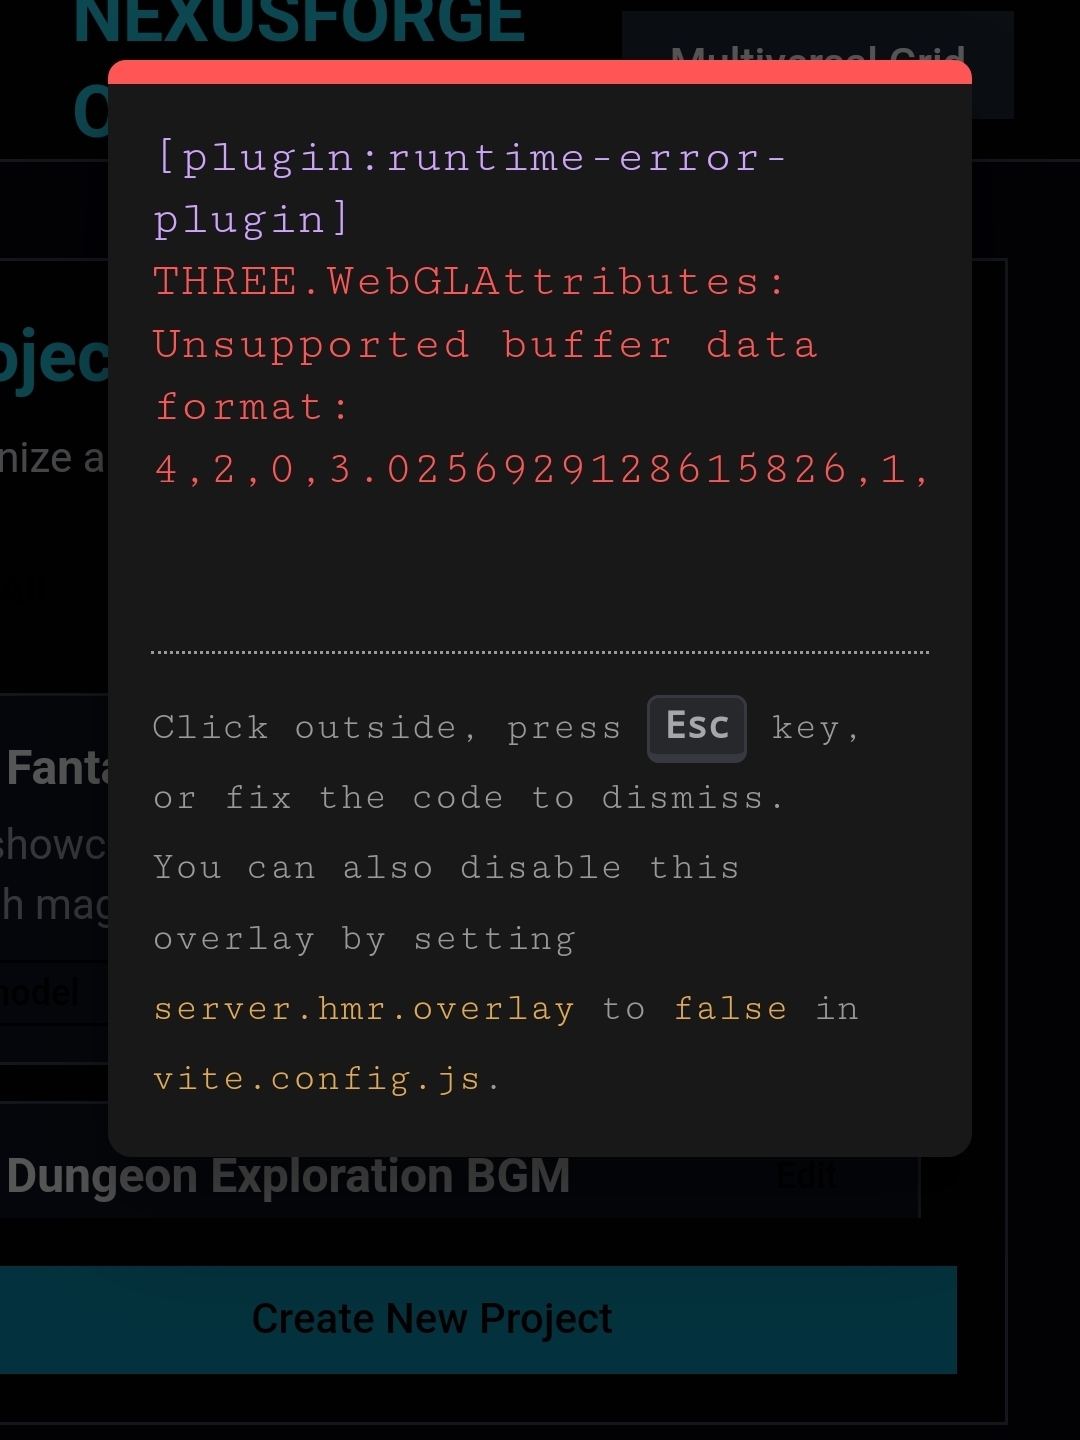 NEXUSFORGE
Multiversal Grid
[plugin:runtime-error-
plugin]
THREE.WebGLAttributes:
Unsupported buffer data
format:
4,2,0,3.0256929128615826,1,
nize a
Click outside, press Esc key,
or fix the code to dismiss.
You can also disable this
overlay by setting
server.hmr.overlay to false in
vite.config.js.
Fanta
showc
h mag
model
Dungeon Exploration BGM
Edit
Create New Project